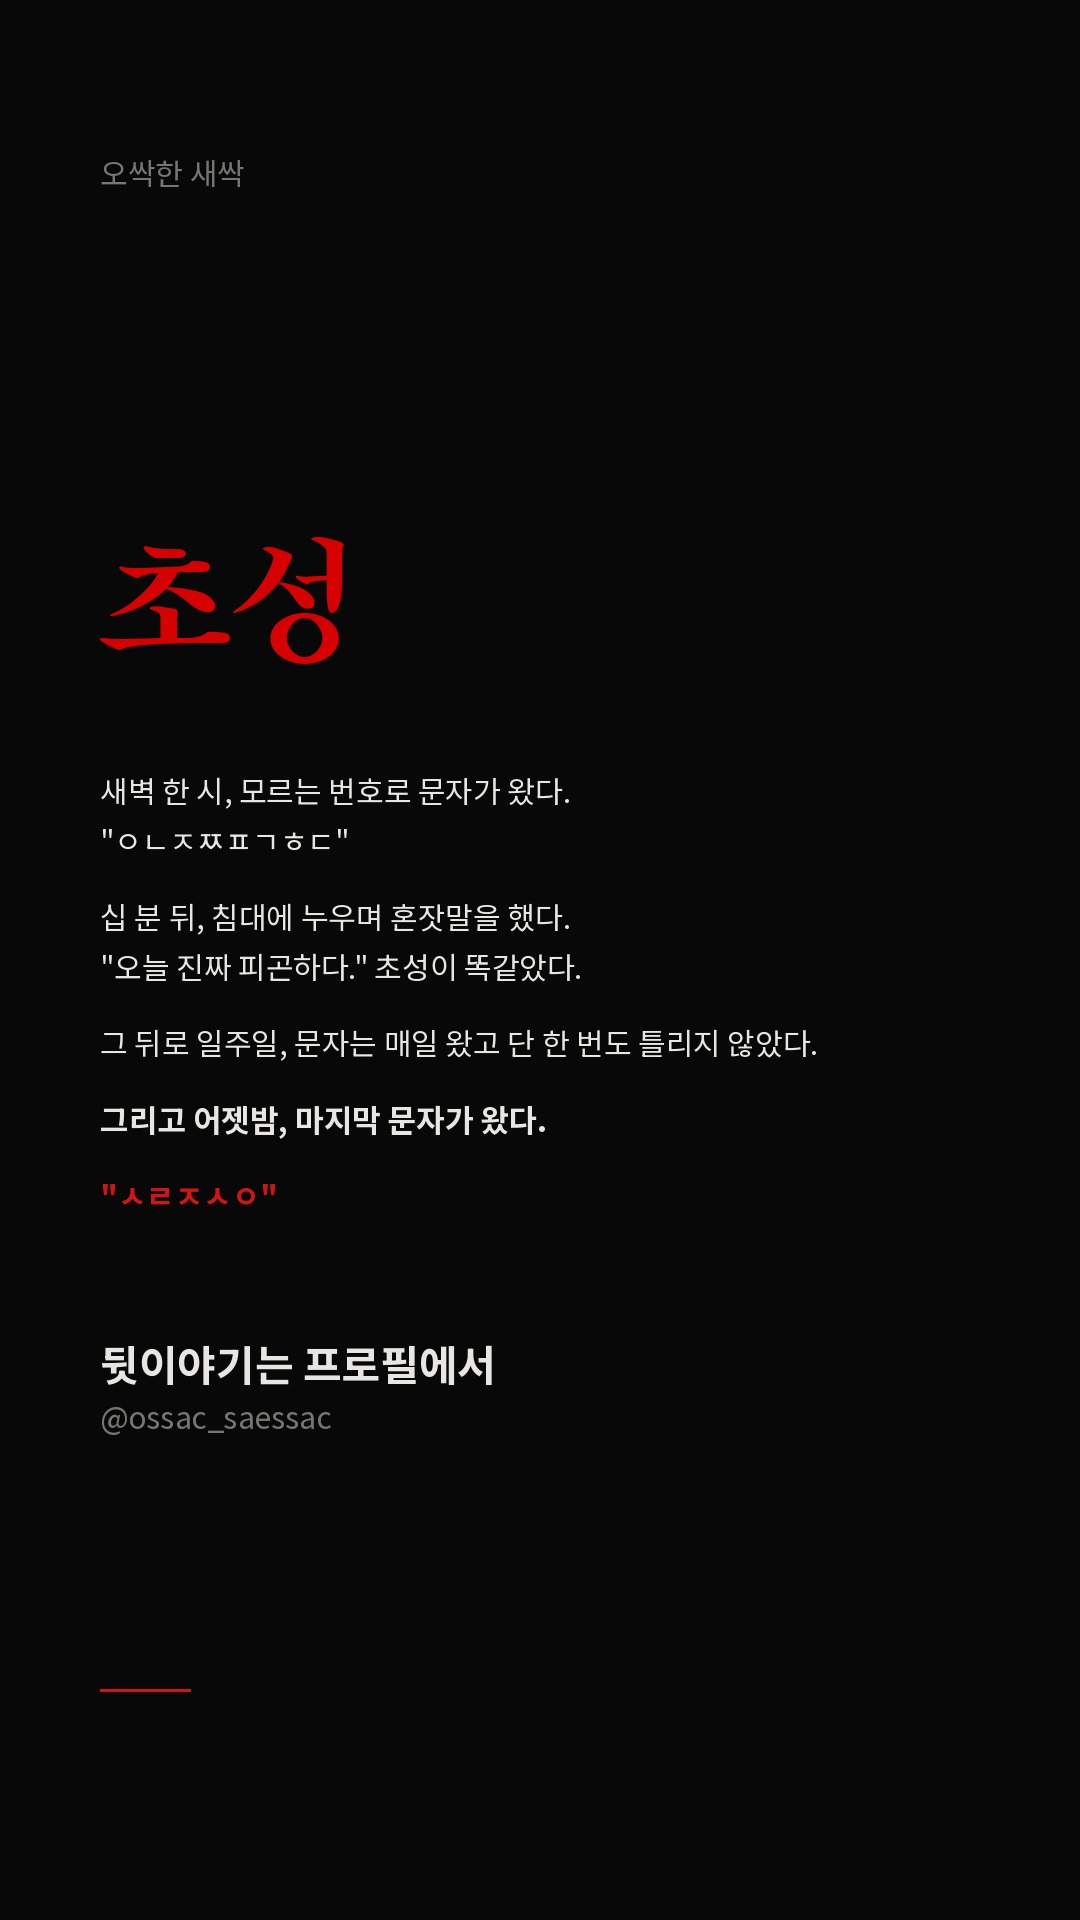 오싹한 새싹
초성
새벽 한 시, 모르는 번호로 문자가 왔다.
"ㅇㄴㅈㅉㅍㄱㅎㄷ"
십 분 뒤, 침대에 누우며 혼잣말을 했다.
"오늘 진짜 피곤하다." 초성이 똑같았다.
그 뒤로 일주일, 문자는 매일 왔고 단 한 번도 틀리지 않았다.
그리고 어젯밤, 마지막 문자가 왔다.
"ㅅㄹㅈㅅㅇ"
뒷이야기는 프로필에서
@ossac_saessac